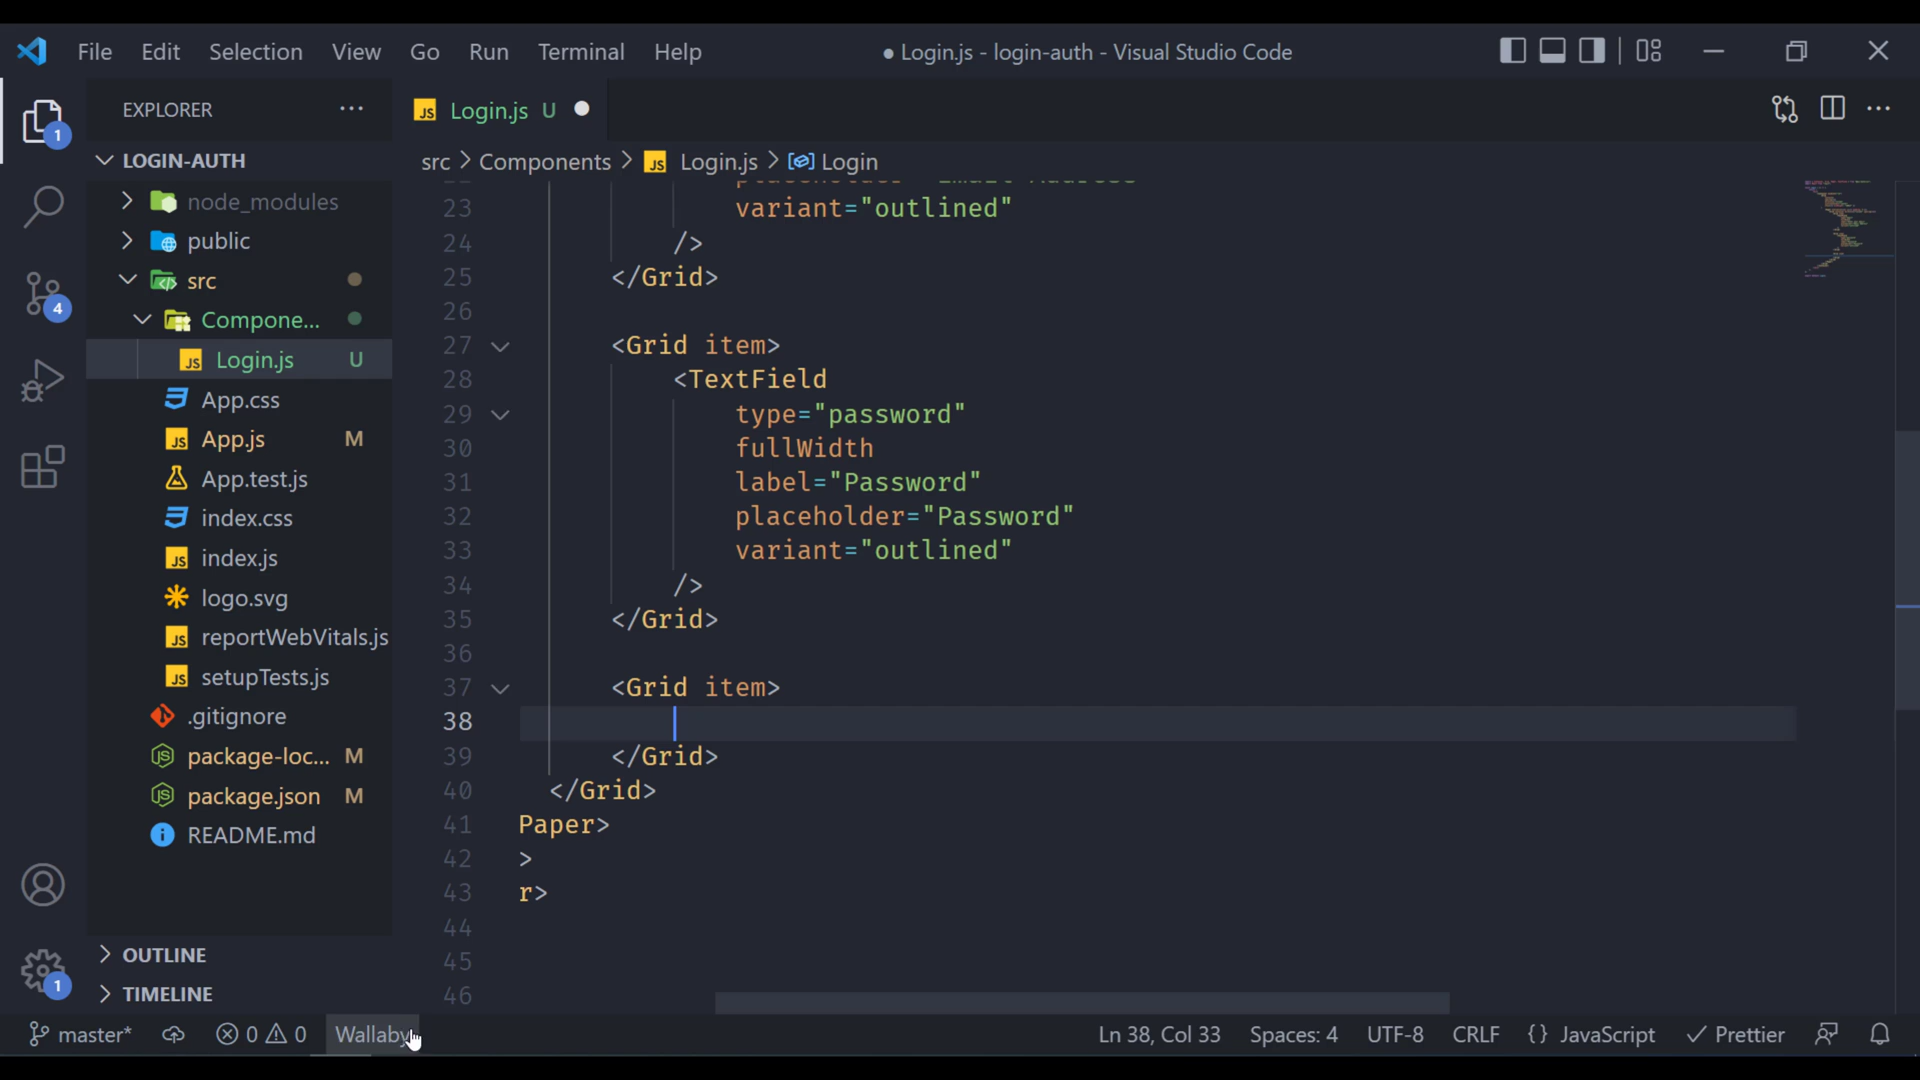 File Edit Selection View Go Run Terminal Help
● Login.js - login-auth - Visual Studio Code
EXPLORER
LOGIN-AUTH
node_modules
public
src
Compone...
Login.js U
App.css
App.js M
App.test.js
index.css
index.js
logo.svg
reportWebVitals.js
setupTests.js
.gitignore
package-loc... M
package.json M
README.md
OUTLINE
TIMELINE
1
4
1
JS Login.js U
src > Components > JS Login.js > Login
23 variant="outlined"
24 />
25 </Grid>
26
27 <Grid item>
28 <TextField
29 type="password"
30 fullWidth
31 label="Password"
32 placeholder="Password"
33 variant="outlined"
34 />
35 </Grid>
36
37 <Grid item>
38
39 </Grid>
40 </Grid>
41 Paper>
42 >
43 r>
44
45
46
master* 0 0 Wallaby Ln 38, Col 33 Spaces: 4 UTF-8 CRLF {} JavaScript Prettier